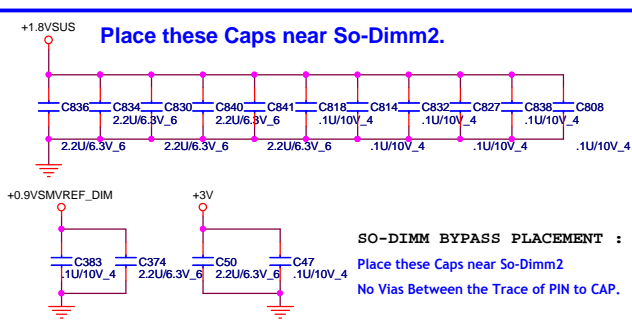 +1.8VSUS
Place these Caps near So-Dimm2.
C836 C834 C830 C840 C841 C818 C814 C832 C827 C838 C808
2.2U/6.3V_6 2.2U/6.3V_6 .1U/10V_4 .1U/10V_4 .1U/10V_4
2.2U/6.3V_6 2.2U/6.3V_6 2.2U/6.3V_6 .1U/10V_4 .1U/10V_4 .1U/10V_4
+0.9VSMVREF_DIM +3V
SO-DIMM BYPASS PLACEMENT :
C383 C374 C50 C47
Place these Caps near So-Dimm2
.1U/10V_4 2.2U/6.3V_6 2.2U/6.3V_6 .1U/10V_4
No Vias Between the Trace of PIN to CAP.